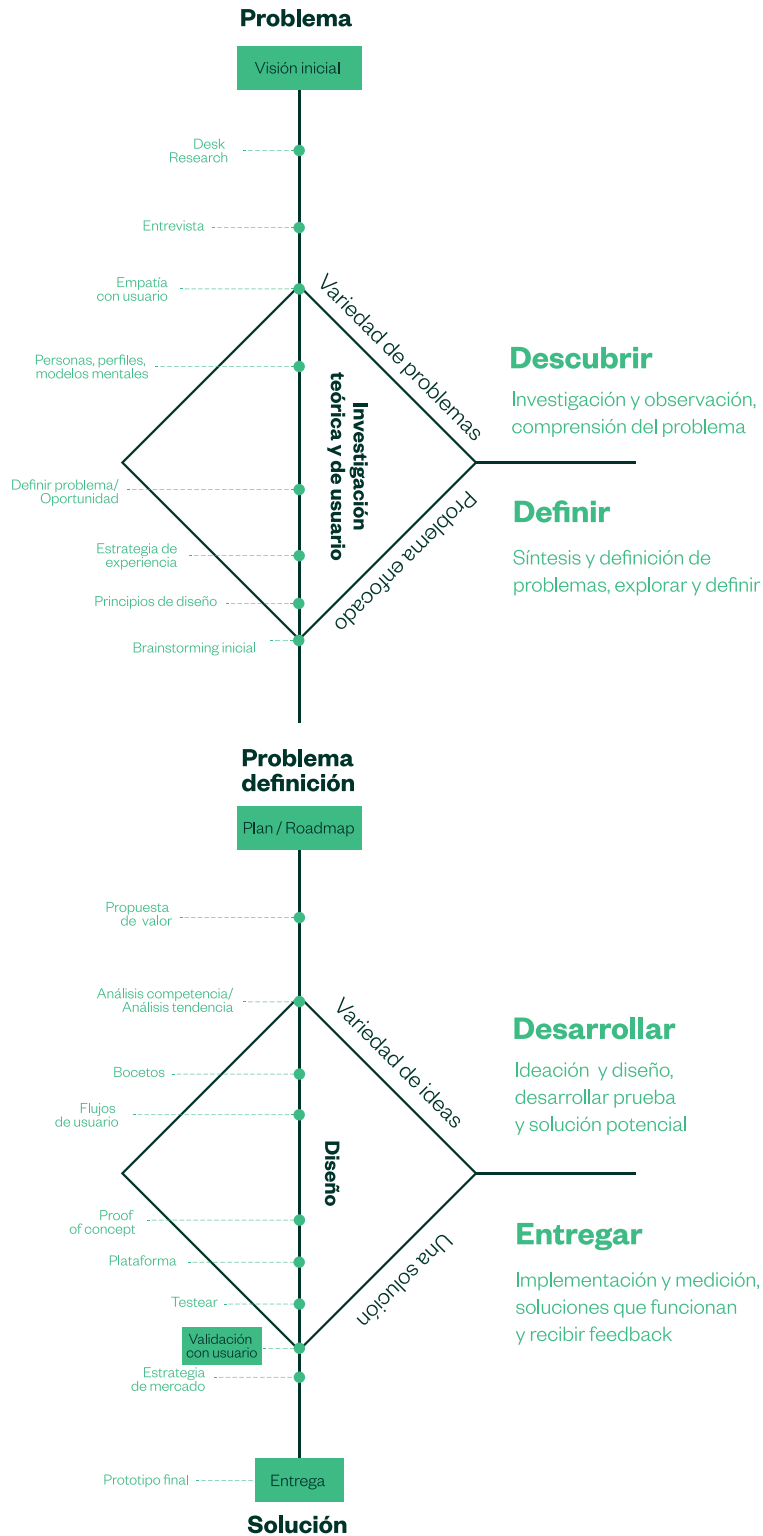 Problema
Visión inicial
Desk
Research
Entrevista
Empatía
con usuario
Variedad de problemas
Personas, perfiles,
modelos mentales
Investigación
teórica y de usuario
Descubrir
Investigación y observación,
comprensión del problema
Definir problema/
Oportunidad
Problema enfocado
Definir
Síntesis y definición de
problemas, explorar y definir
Estrategia de
experiencia
Principios de diseño
Brainstorming inicial
Problema
definición
Plan / Roadmap
Propuesta
de valor
Análisis competencia/
Análisis tendencia
Variedad de ideas
Bocetos
Flujos
de usuario
Diseño
Desarrollar
Ideación y diseño,
desarrollar prueba
y solución potencial
Proof
of concept
Plataforma
Una solución
Entregar
Implementación y medición,
soluciones que funcionan
y recibir feedback
Testear
Validación
con usuario
Estrategia
de mercado
Prototipo final
Entrega
Solución